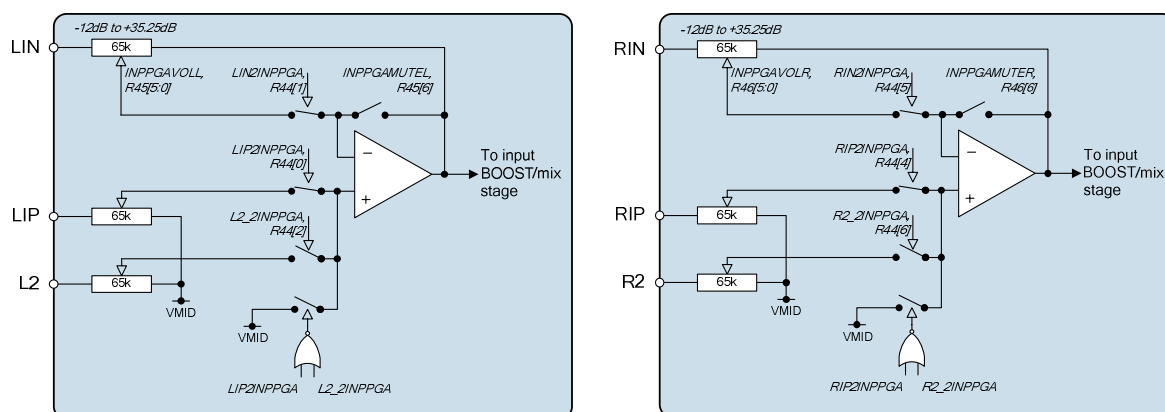 -12dB to +35.25dB
LIN
65k
INPPGAVOLL,
R45[5:0]
LIN2INPPGA,
R44[1]
INPPGAMUTEL,
R45[6]
LIP2INPPGA,
R44[0]
−
+
To input
BOOST/mix
stage
LIP
65k
L2_2INPPGA,
R44[2]
L2
65k
VMID
VMID
LIP2INPPGA
L2_2INPPGA
-12dB to +35.25dB
RIN
65k
INPPGAVOLR,
R46[5:0]
RIN2INPPGA,
R44[5]
INPPGAMUTER,
R46[6]
RIP2INPPGA,
R44[4]
−
+
To input
BOOST/mix
stage
RIP
65k
R2_2INPPGA,
R44[6]
R2
65k
VMID
VMID
RIP2INPPGA
R2_2INPPGA